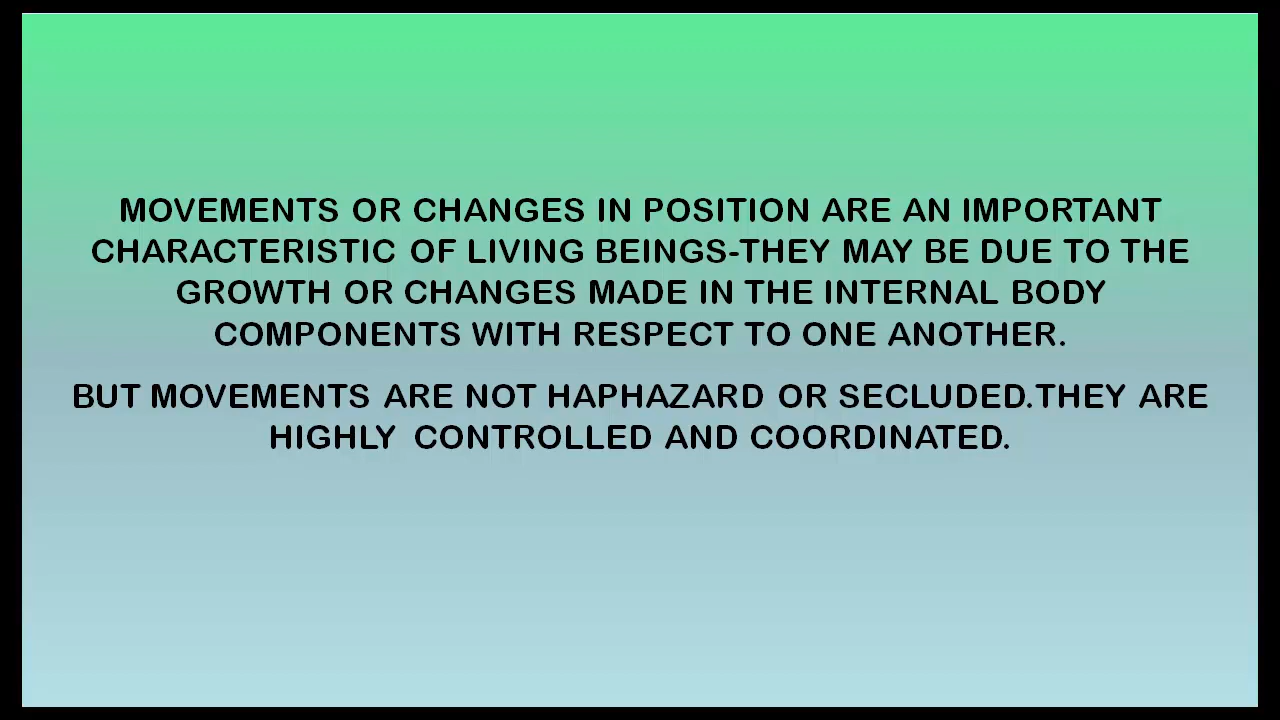 MOVEMENTS OR CHANGES IN POSITION ARE AN IMPORTANT
CHARACTERISTIC OF LIVING BEINGS-THEY MAY BE DUE TO THE
GROWTH OR CHANGES MADE IN THE INTERNAL BODY
COMPONENTS WITH RESPECT TO ONE ANOTHER.
BUT MOVEMENTS ARE NOT HAPHAZARD OR SECLUDED.THEY ARE
HIGHLY CONTROLLED AND COORDINATED.